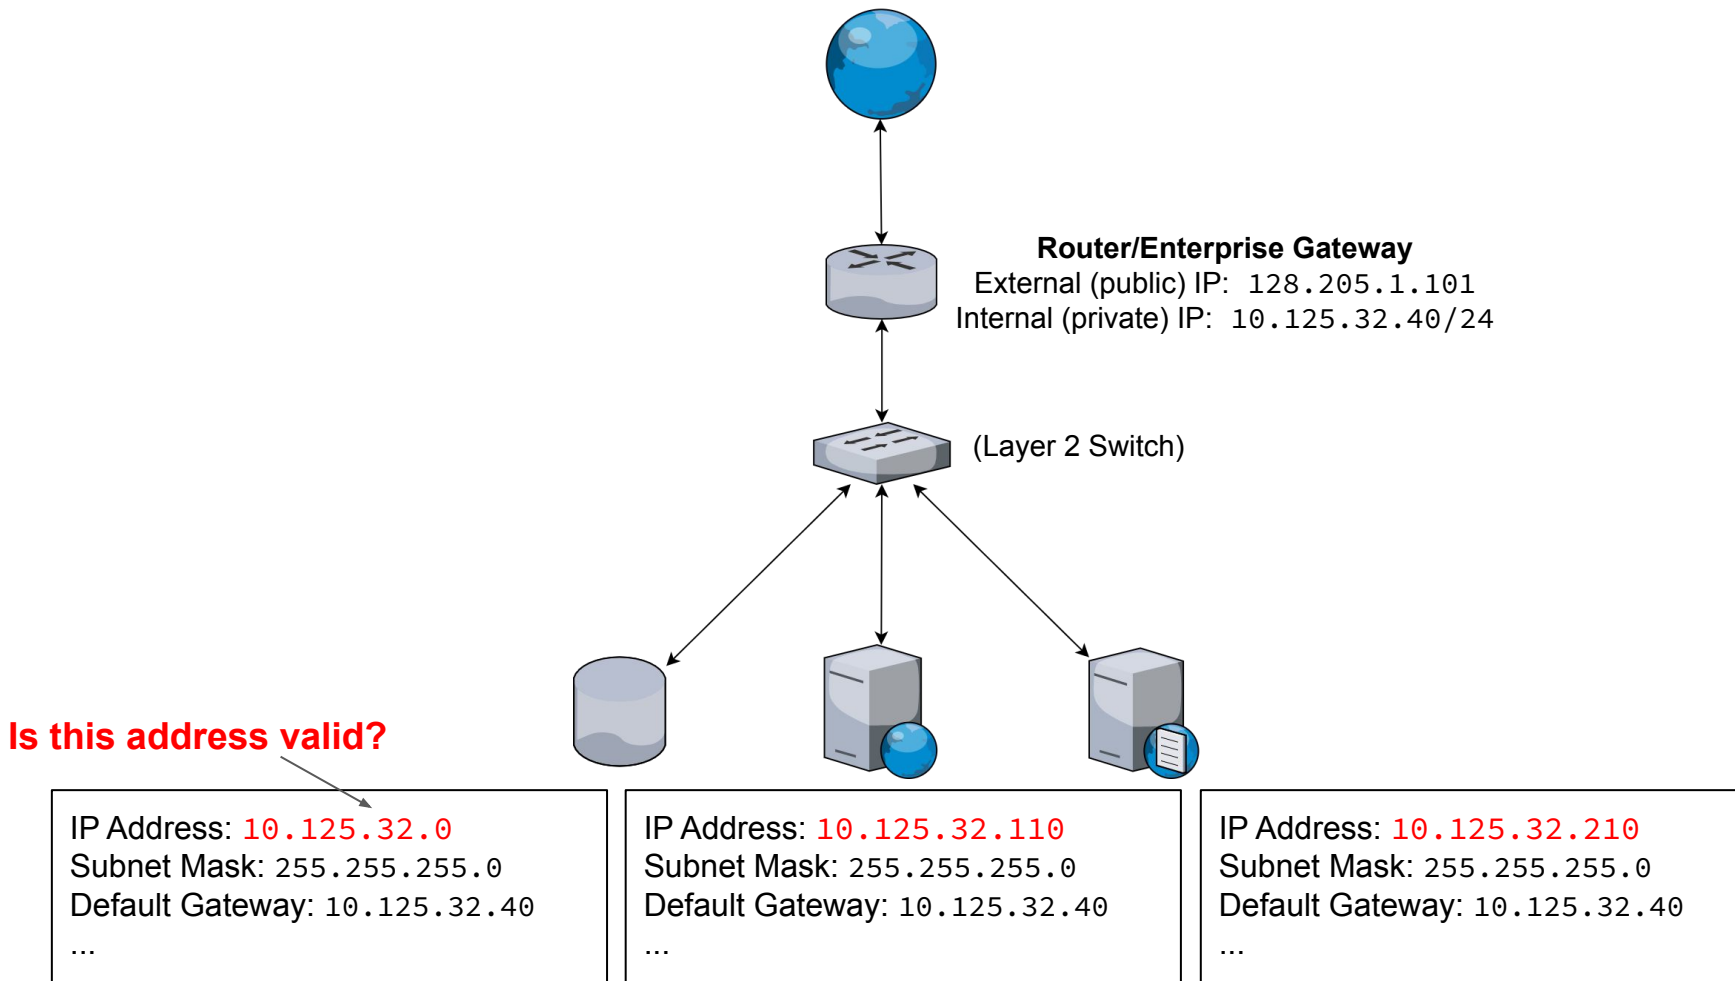 Router/Enterprise Gateway
External (public) IP: 128.205.1.101
Internal (private) IP: 10.125.32.40/24
(Layer 2 Switch)
Is this address valid?
IP Address: 10.125.32.0
Subnet Mask: 255.255.255.0
Default Gateway: 10.125.32.40
...
IP Address: 10.125.32.110
Subnet Mask: 255.255.255.0
Default Gateway: 10.125.32.40
...
IP Address: 10.125.32.210
Subnet Mask: 255.255.255.0
Default Gateway: 10.125.32.40
...